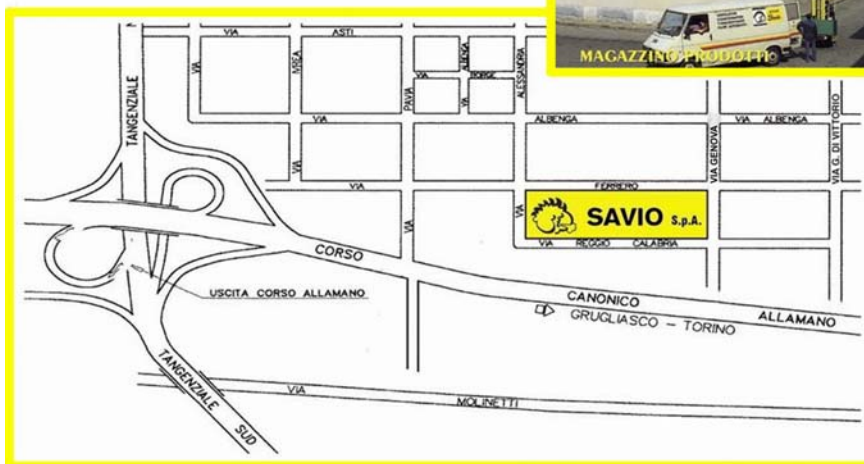 VIA ASTI
MAGAZZINO PRODOTTI
TANGENZIALE
VIA
IVREA
PAVIA
VIA
ALBENGA
VIA
ALESSANDRIA
VIA
VIA ALBENGA
VIA ALBENGA
VIA GENOVA
VIA G. DI VITTORIO
VIA
VIA FERRERO
VIA
VIA
SAVIO S.p.A.
VIA REGGIO CALABRIA
CORSO
USCITA CORSO ALLAMANO
CANONICO
ALLAMANO
GRUGLIASCO – TORINO
TANGENZIALE
SUD
VIA MOLINETTI